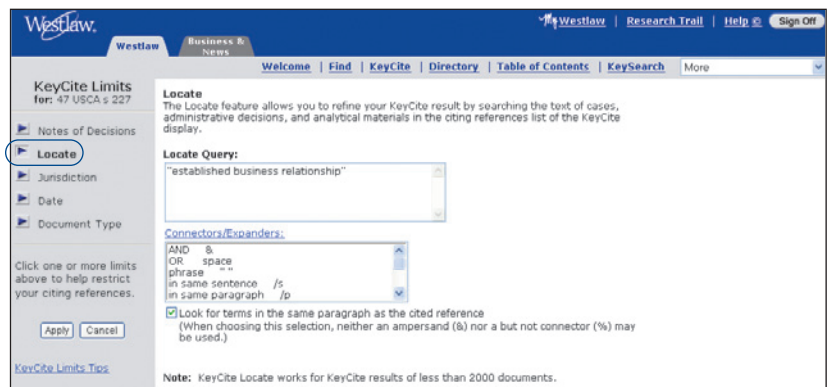 Westlaw.
Westlaw
Business & News
My Westlaw | Research Trail | Help | Sign Off
Welcome | Find | KeyCite | Directory | Table of Contents | KeySearch
More
KeyCite Limits
for: 47 USCA s 227
Notes of Decisions
Locate
Jurisdiction
Date
Document Type
Click one or more limits
above to help restrict
your citing references.
Apply Cancel
KeyCite Limits Tips
Locate
The Locate feature allows you to refine your KeyCite result by searching the text of cases,
administrative decisions, and analytical materials in the citing references list of the KeyCite
display.
Locate Query:
"established business relationship"
Connectors/Expanders:
AND &
OR space
phrase " "
in same sentence /s
in same paragraph /p
Look for terms in the same paragraph as the cited reference
(When choosing this selection, neither an ampersand (&) nor a but not connector (%) may
be used.)
Note: KeyCite Locate works for KeyCite results of less than 2000 documents.